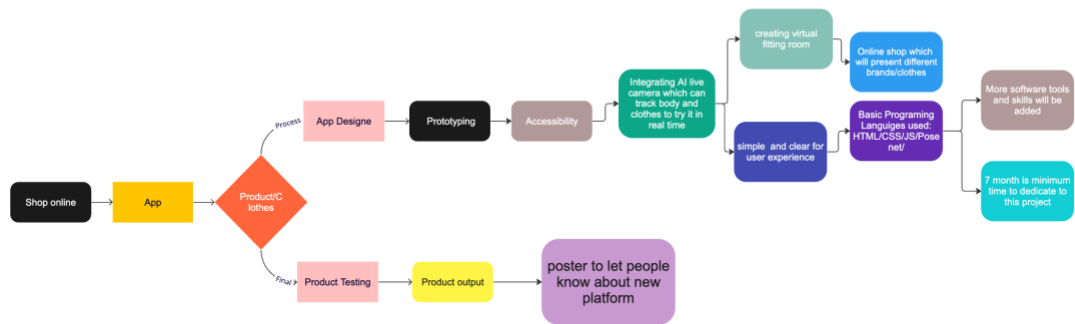 Shop online
App
Product/C
lothes
Process
App Designe
Prototyping
Accessibility
Integrating AI live
camera which can
track body and
clothes to try it in
real time
creating virtual
fitting room
Online shop which
will present different
brands/clothes
simple  and clear for
user experience
Basic Programing
Languiges used:
HTML/CSS/JS/Pose
net/
More software tools
and skills will be
added
7 month is minimum
time to dedicate to
this project
Final
Product Testing
Product output
poster to let people
know about new
platform